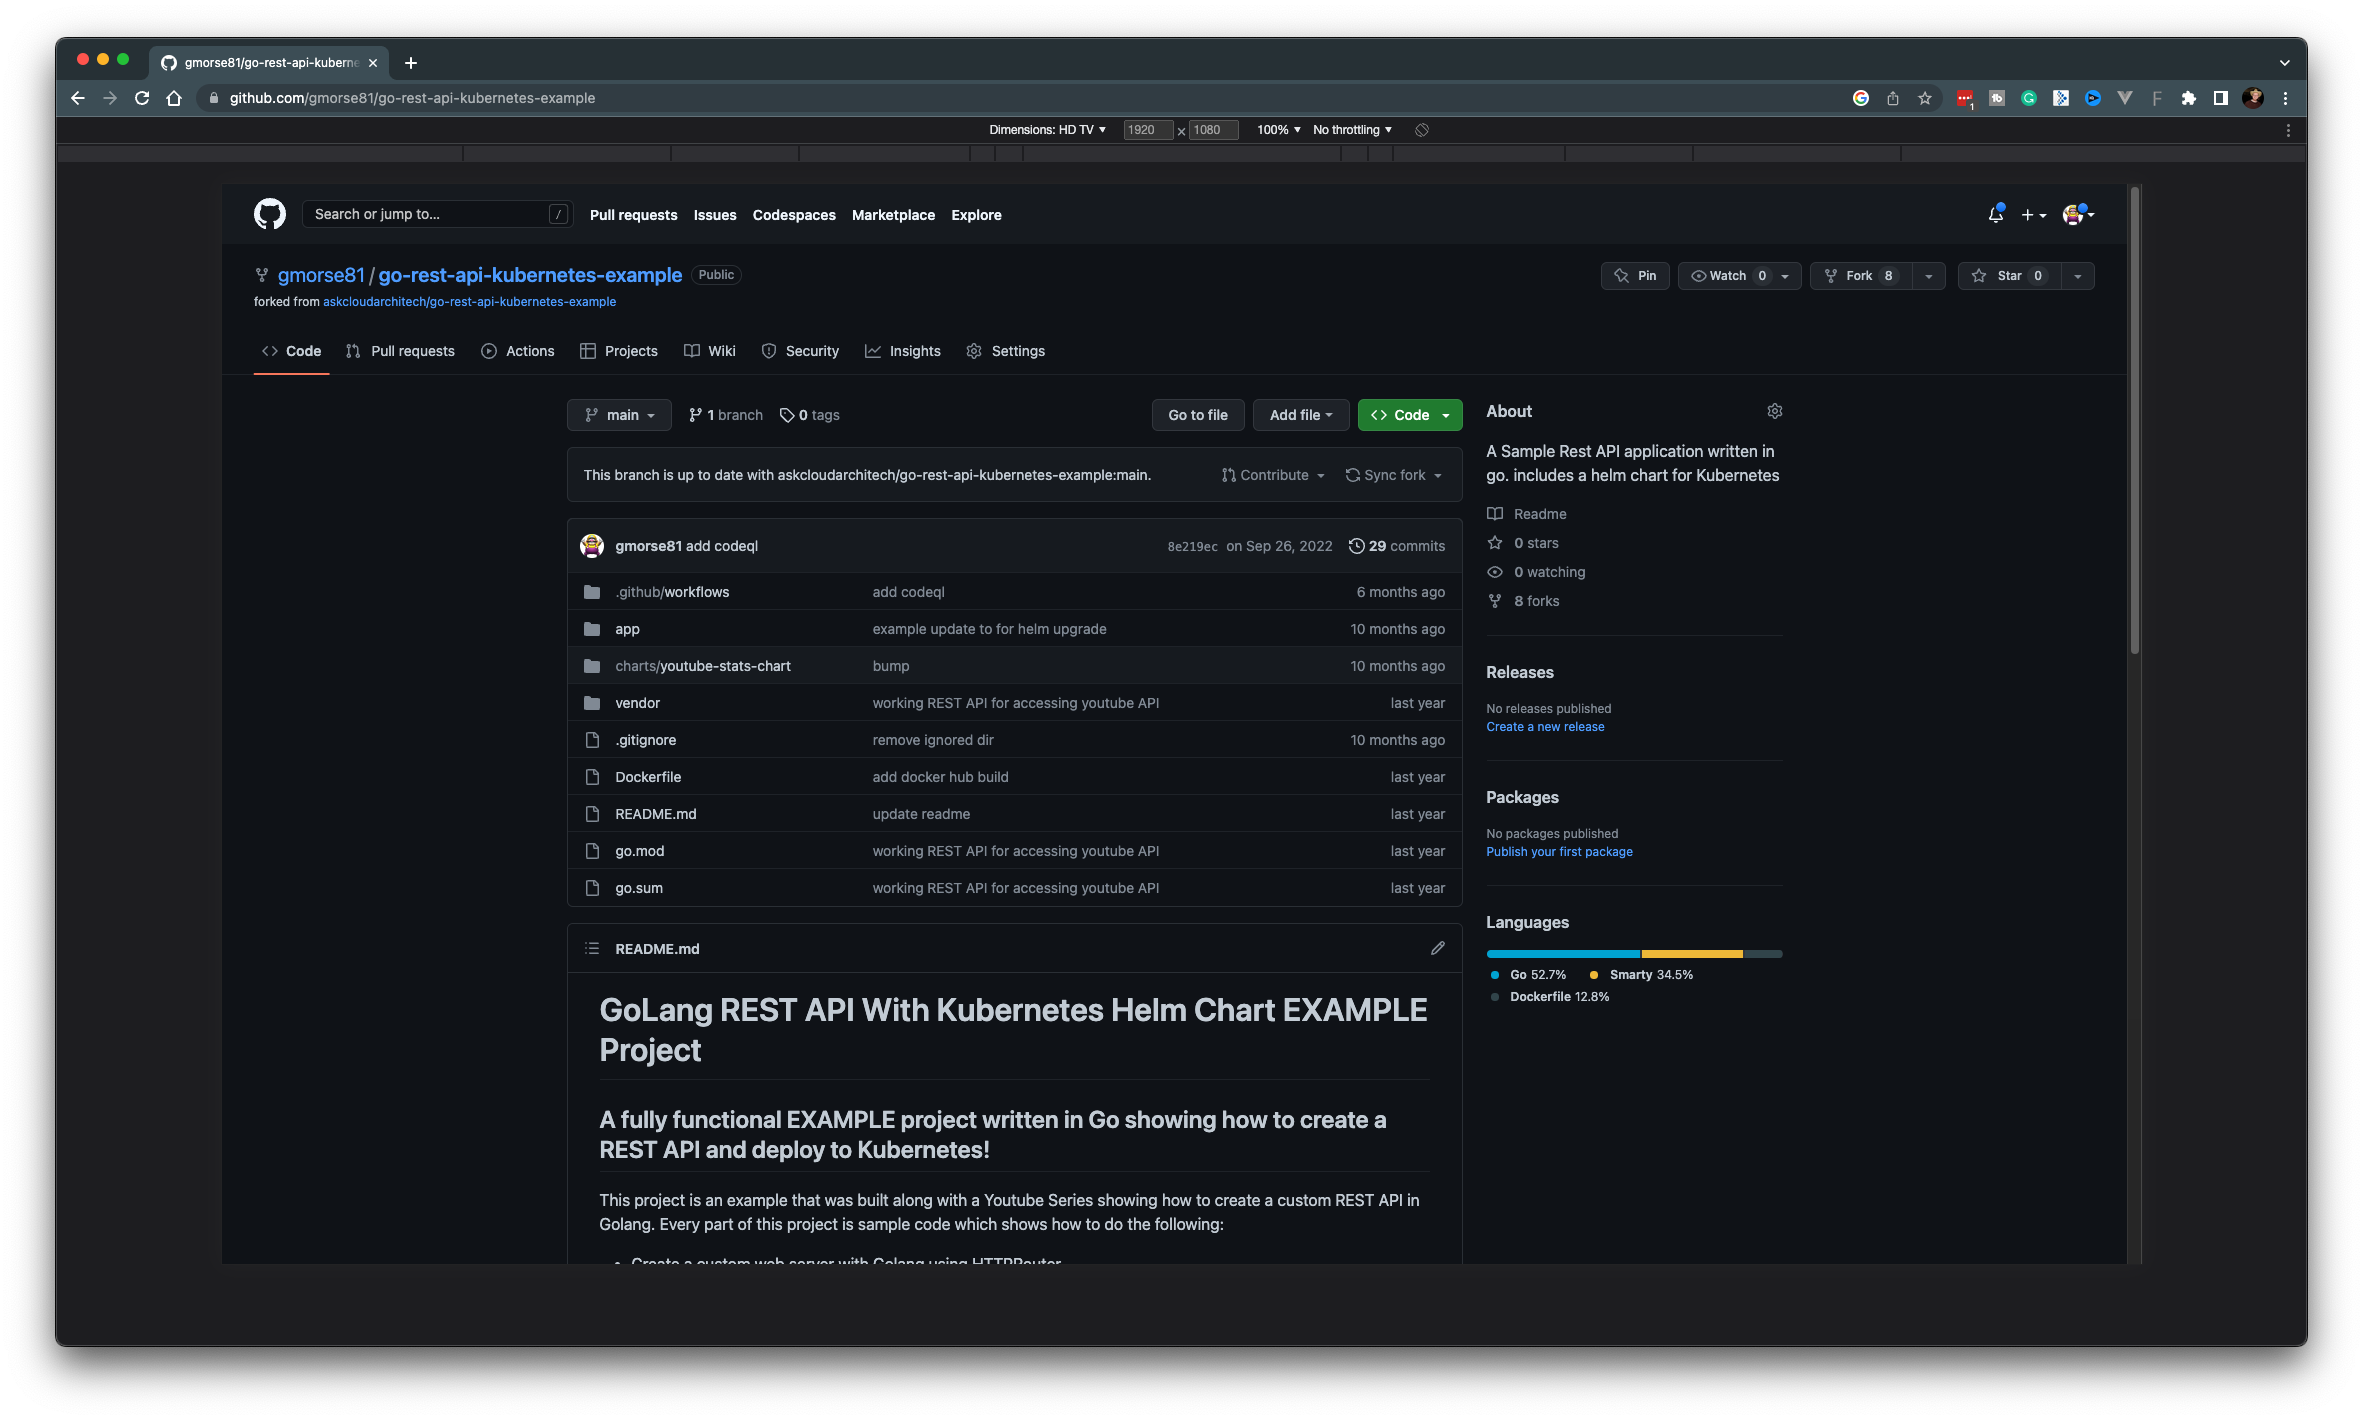 gmorse81/go-rest-api-kuberne
github.com/gmorse81/go-rest-api-kubernetes-example
1
Dimensions: HD TV 1920 × 1080 100% No throttling
Search or jump to... / Pull requests Issues Codespaces Marketplace Explore
gmorse81/go-rest-api-kubernetes-example Public Pin Watch 0 Fork 8 Star 0
forked from askcloudarchitech/go-rest-api-kubernetes-example
Code Pull requests Actions Projects Wiki Security Insights Settings
main 1 branch 0 tags Go to file Add file Code
This branch is up to date with askcloudarchitech/go-rest-api-kubernetes-example:main. Contribute Sync fork
gmorse81 add codeql 8e219ec on Sep 26, 2022 29 commits
.github/workflows add codeql 6 months ago
app example update to for helm upgrade 10 months ago
charts/youtube-stats-chart bump 10 months ago
vendor working REST API for accessing youtube API last year
.gitignore remove ignored dir 10 months ago
Dockerfile add docker hub build last year
README.md update readme last year
go.mod working REST API for accessing youtube API last year
go.sum working REST API for accessing youtube API last year
README.md
GoLang REST API With Kubernetes Helm Chart EXAMPLE
Project
A fully functional EXAMPLE project written in Go showing how to create a
REST API and deploy to Kubernetes!
This project is an example that was built along with a Youtube Series showing how to create a custom REST API in
Golang. Every part of this project is sample code which shows how to do the following:
Create a custom web server with Golang using HTTPRouter
About
A Sample Rest API application written in
go. includes a helm chart for Kubernetes
Readme
0 stars
0 watching
8 forks
Releases
No releases published
Create a new release
Packages
No packages published
Publish your first package
Languages
Go 52.7% Smarty 34.5%
Dockerfile 12.8%